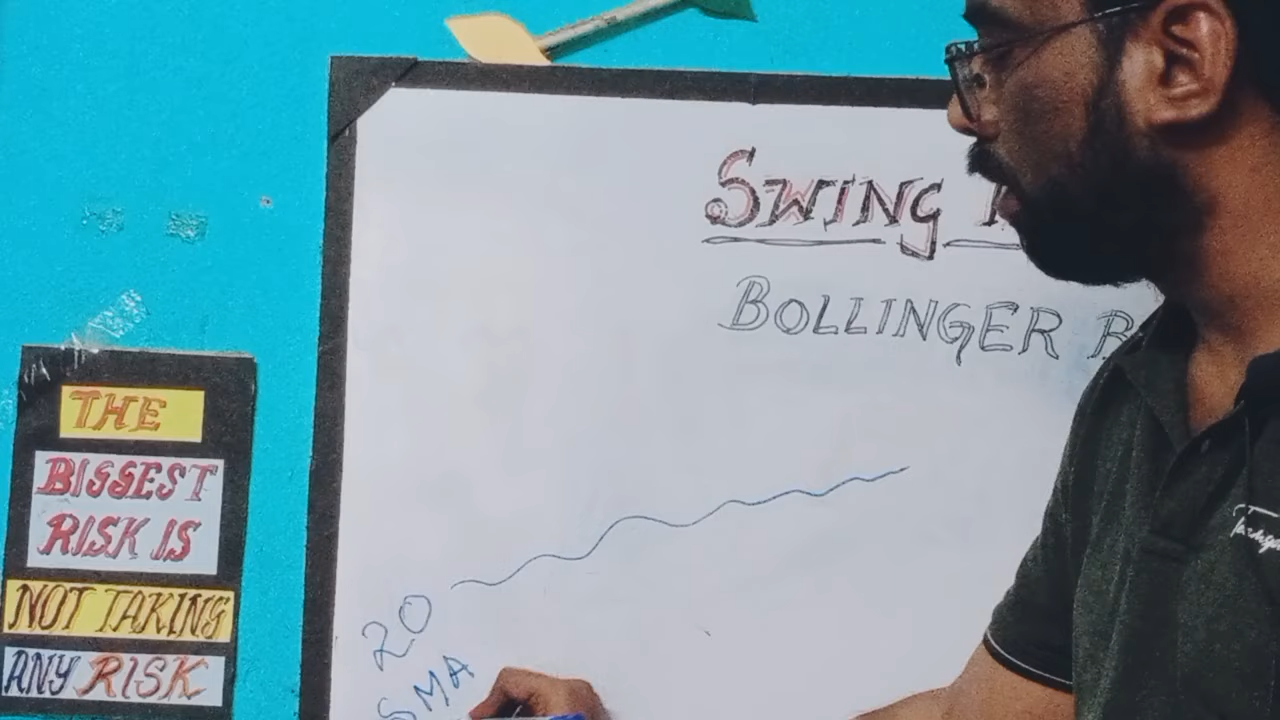 SWING
BOLLINGER B
THE
BIGGEST
RISK IS
NOT TAKING
ANY RISK
20
SMA